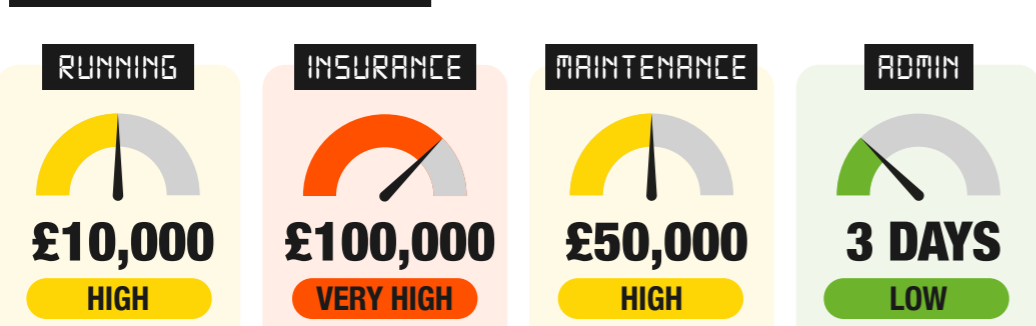 RUNNING
£10,000
HIGH
INSURANCE
£100,000
VERY HIGH
MAINTENANCE
£50,000
HIGH
ADMIN
3 DAYS
LOW